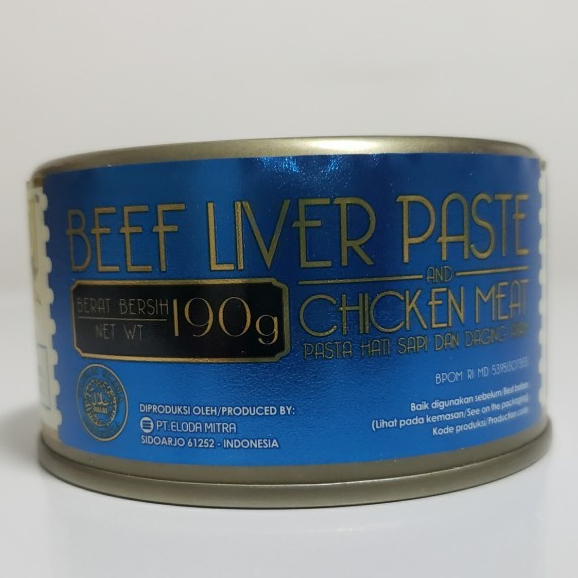 BEEF LIVER PASTE
AND
CHICKEN MEAT
BERAT BERSIH
NET WT
190g
PASTA HATI SAPI DAN DAGING AYAM
BPOM RI MD
Baik digunakan sebelum/Best before:
(Lihat pada kemasan/See on the packaging)
Kode produksi/Production code:
DIPRODUKSI OLEH/PRODUCED BY:
PT.ELODA MITRA
SIDOARJO 61252 - INDONESIA